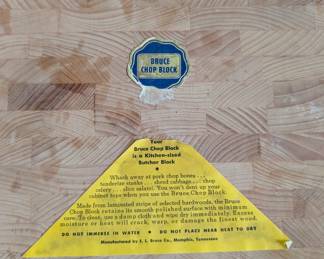 BRUCE
CHOP BLOCK
Your
Bruce Chop Block
is a Kitchen-sized
Butcher Block
Whack away at pork chop bones . . .
tenderize steaks . . . shred cabbage . . . chop
celery . . . slice salami. You won't dent up your
cabinet tops when you use the Bruce Chop Block.
Made from laminated strips of selected hardwoods, the Bruce
Chop Block retains its smooth polished surface with minimum
care. To clean, use a damp cloth and wipe dry immediately. Excess
moisture or heat will crack, warp, or damage the finest wood.
DO NOT IMMERSE IN WATER • DO NOT PLACE NEAR HEAT TO DRY
Manufactured by E. L. Bruce Co., Memphis, Tennessee